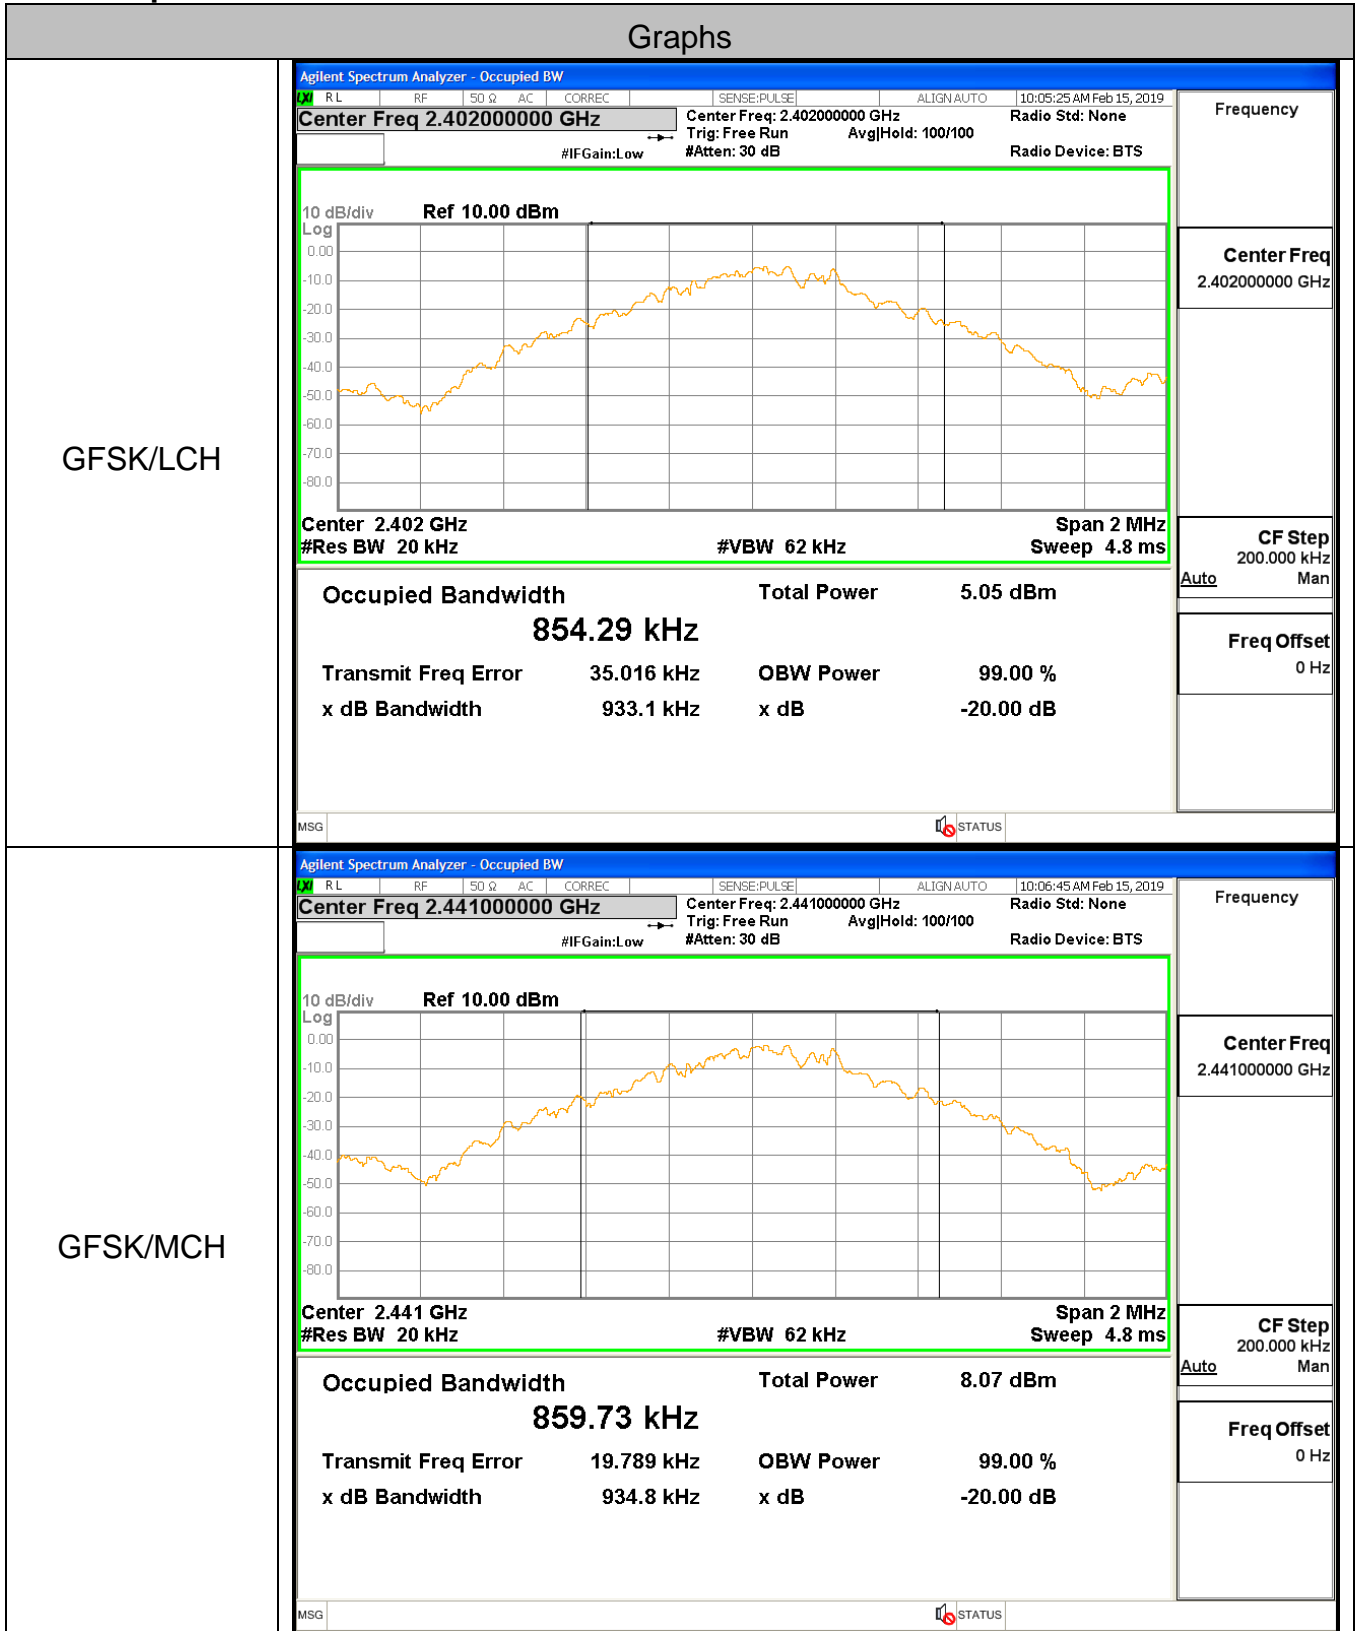 Graphs
GFSK/LCH
Agilent Spectrum Analyzer - Occupied BW
LXI RL RF 50 Ω AC CORREC SENSE:PULSE ALIGN AUTO 10:05:25 AM Feb 15, 2019
Center Freq 2.402000000 GHz Center Freq: 2.402000000 GHz Radio Std: None
Trig: Free Run Avg|Hold: 100/100
#IFGain:Low #Atten: 30 dB Radio Device: BTS
10 dB/div Ref 10.00 dBm
Log
0.00
-10.0
-20.0
-30.0
-40.0
-50.0
-60.0
-70.0
-80.0
Center 2.402 GHz Span 2 MHz
#Res BW 20 kHz #VBW 62 kHz Sweep 4.8 ms
Occupied Bandwidth Total Power 5.05 dBm
854.29 kHz
Transmit Freq Error 35.016 kHz OBW Power 99.00 %
x dB Bandwidth 933.1 kHz x dB -20.00 dB
MSG STATUS
Frequency
Center Freq
2.402000000 GHz
CF Step
200.000 kHz
Auto Man
Freq Offset
0 Hz
GFSK/MCH
Agilent Spectrum Analyzer - Occupied BW
LXI RL RF 50 Ω AC CORREC SENSE:PULSE ALIGN AUTO 10:06:45 AM Feb 15, 2019
Center Freq 2.441000000 GHz Center Freq: 2.441000000 GHz Radio Std: None
Trig: Free Run Avg|Hold: 100/100
#IFGain:Low #Atten: 30 dB Radio Device: BTS
10 dB/div Ref 10.00 dBm
Log
0.00
-10.0
-20.0
-30.0
-40.0
-50.0
-60.0
-70.0
-80.0
Center 2.441 GHz Span 2 MHz
#Res BW 20 kHz #VBW 62 kHz Sweep 4.8 ms
Occupied Bandwidth Total Power 8.07 dBm
859.73 kHz
Transmit Freq Error 19.789 kHz OBW Power 99.00 %
x dB Bandwidth 934.8 kHz x dB -20.00 dB
MSG STATUS
Frequency
Center Freq
2.441000000 GHz
CF Step
200.000 kHz
Auto Man
Freq Offset
0 Hz